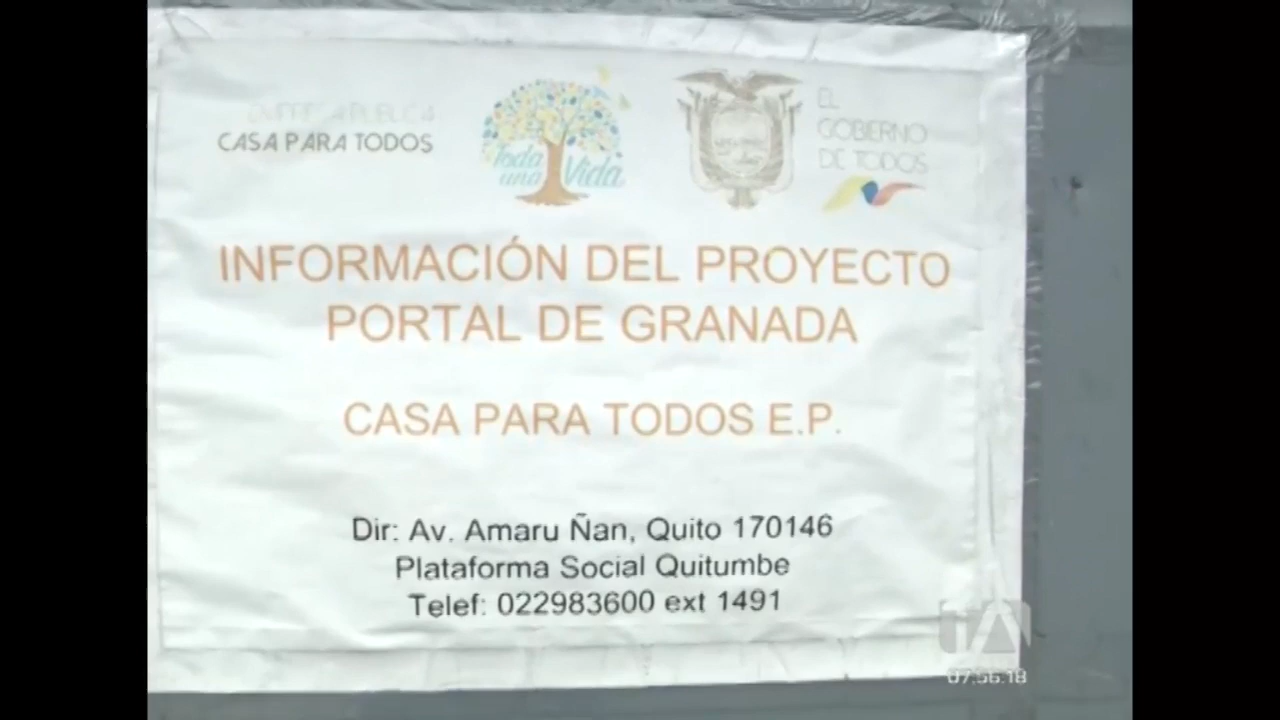 CASA PARA TODOS
Toda
una Vida
EL
GOBIERNO
DE TODOS
INFORMACIÓN DEL PROYECTO
PORTAL DE GRANADA
CASA PARA TODOS E.P.
Dir: Av. Amaru Ñan, Quito 170146
Plataforma Social Quitumbe
Telef: 022983600 ext 1491
07:56:18